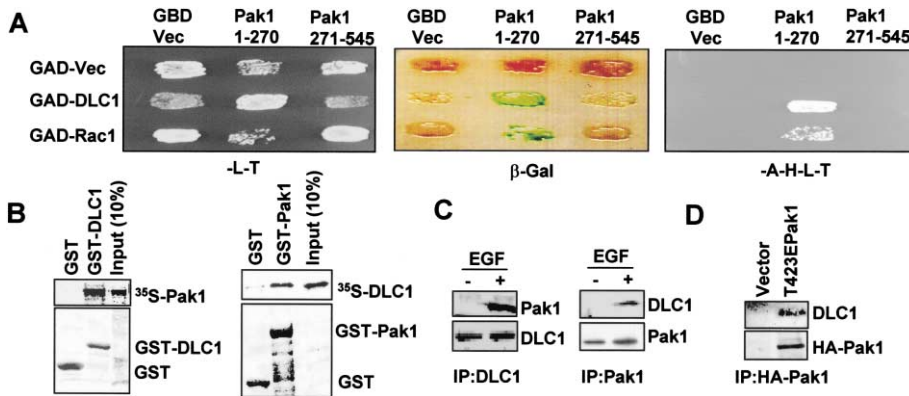 A
GBD Vec
Pak1 1-270
Pak1 271-545
GBD Vec
Pak1 1-270
Pak1 271-545
GBD Vec
Pak1 1-270
Pak1 271-545
GAD-Vec
GAD-DLC1
GAD-Rac1
-L-T
β-Gal
-A-H-L-T
B
GST
GST-DLC1
Input (10%)
35S-Pak1
GST-DLC1
GST
GST
GST-Pak1
Input (10%)
35S-DLC1
GST-Pak1
GST
C
EGF
- +
Pak1
DLC1
IP:DLC1
EGF
- +
DLC1
Pak1
IP:Pak1
D
Vector
T423EPak1
DLC1
HA-Pak1
IP:HA-Pak1